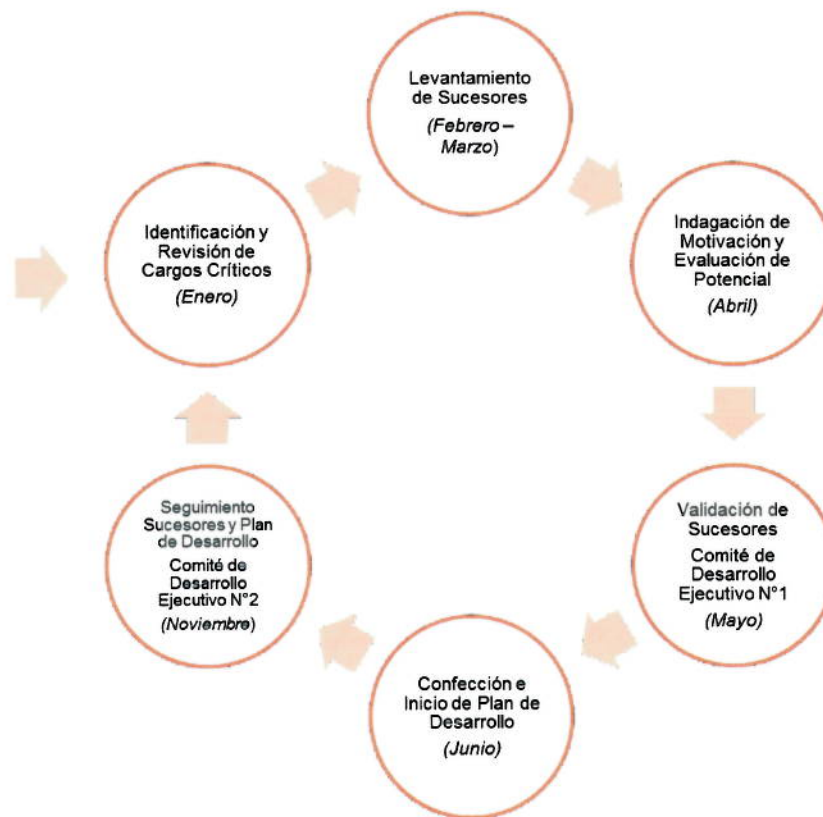 Levantamiento
de Sucesores
(Febrero –
Marzo)
Identificación y
Revisión de
Cargos Críticos
(Enero)
Indagación de
Motivación y
Evaluación de
Potencial
(Abril)
Seguimiento
Sucesores y Plan
de Desarrollo
Comité de
Desarrollo
Ejecutivo N°2
(Noviembre)
Validación de
Sucesores
Comité de
Desarrollo
Ejecutivo N°1
(Mayo)
Confección e
Inicio de Plan de
Desarrollo
(Junio)